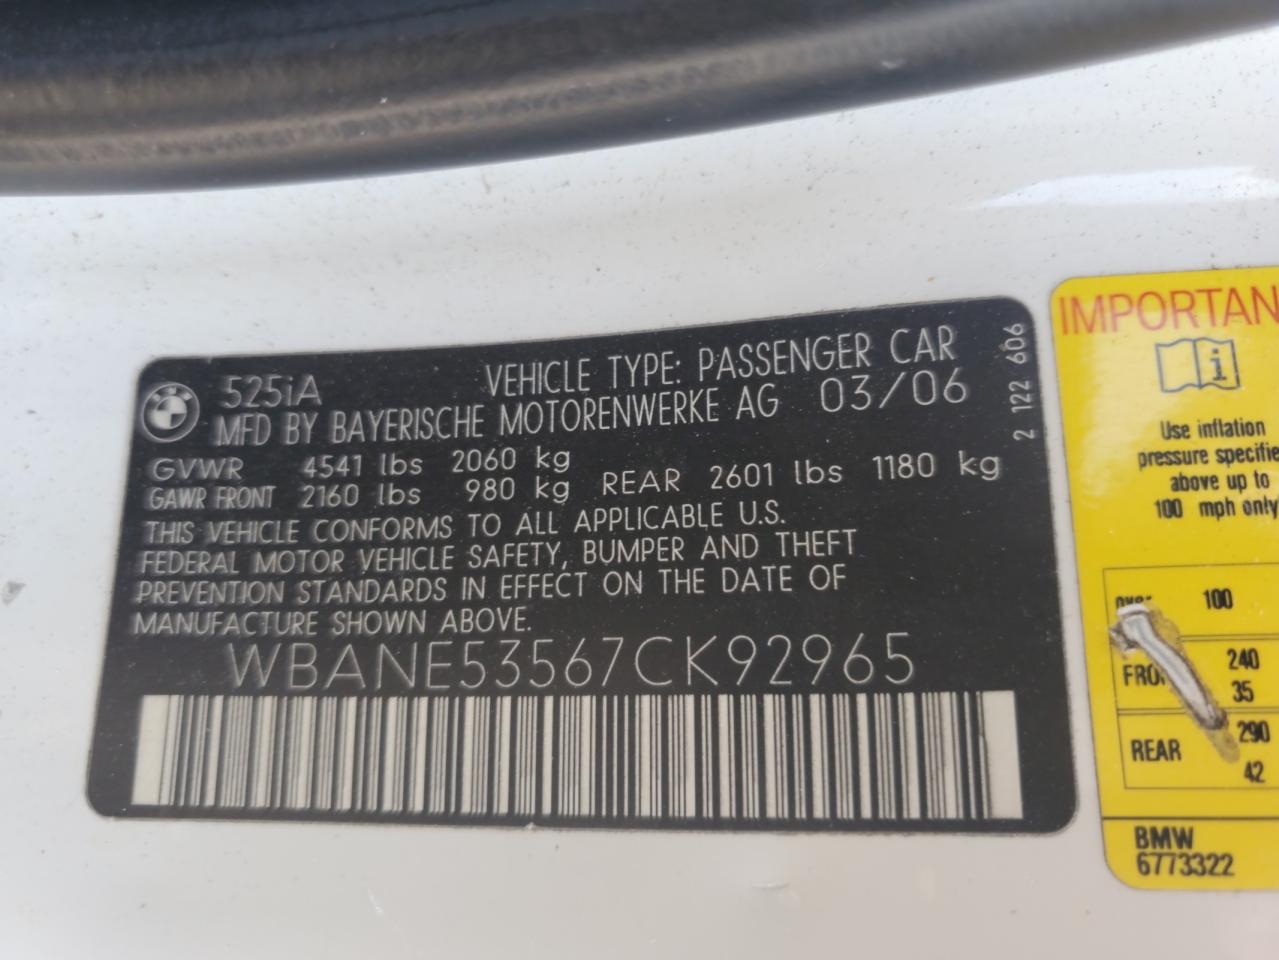 525iA VEHICLE TYPE: PASSENGER CAR
MFD BY BAYERISCHE MOTORENWERKE AG 03/06
GVWR 4541 lbs 2060 kg
GAWR FRONT 2160 lbs 980 kg REAR 2601 lbs 1180 kg
THIS VEHICLE CONFORMS TO ALL APPLICABLE U.S.
FEDERAL MOTOR VEHICLE SAFETY, BUMPER AND THEFT
PREVENTION STANDARDS IN EFFECT ON THE DATE OF
MANUFACTURE SHOWN ABOVE.
WBANE53567CK92965
2 122 606
IMPORTAN
i
Use inflation
pressure specifie
above up to
100 mph only
100
240
35
REAR 290
42
BMW
6773322